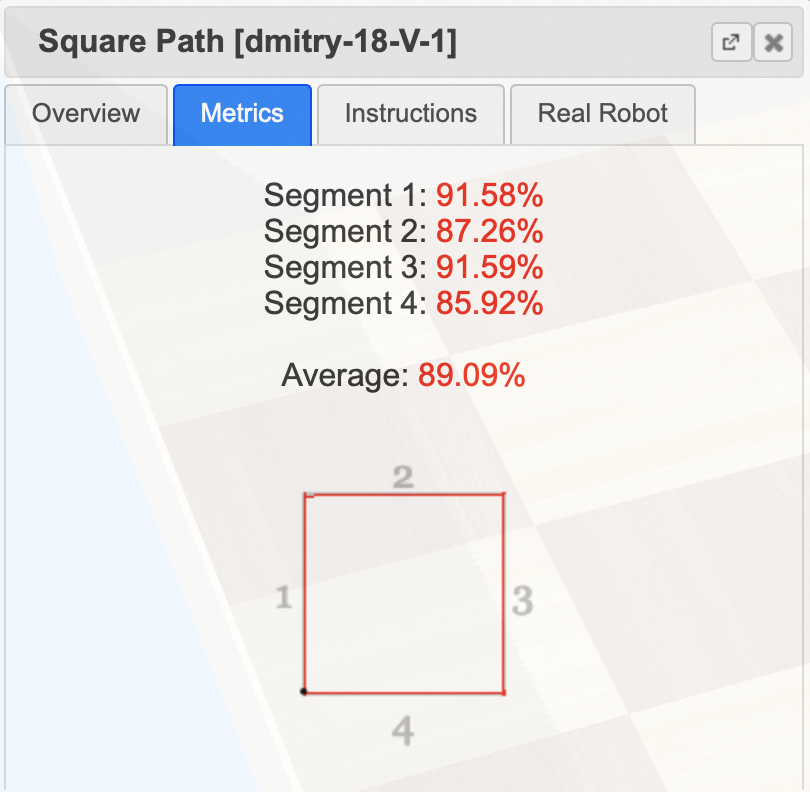 Square Path [dmitry-18-V-1]
Overview
Metrics
Instructions
Real Robot
Segment 1: 91.58%
Segment 2: 87.26%
Segment 3: 91.59%
Segment 4: 85.92%
Average: 89.09%
2
1
3
4